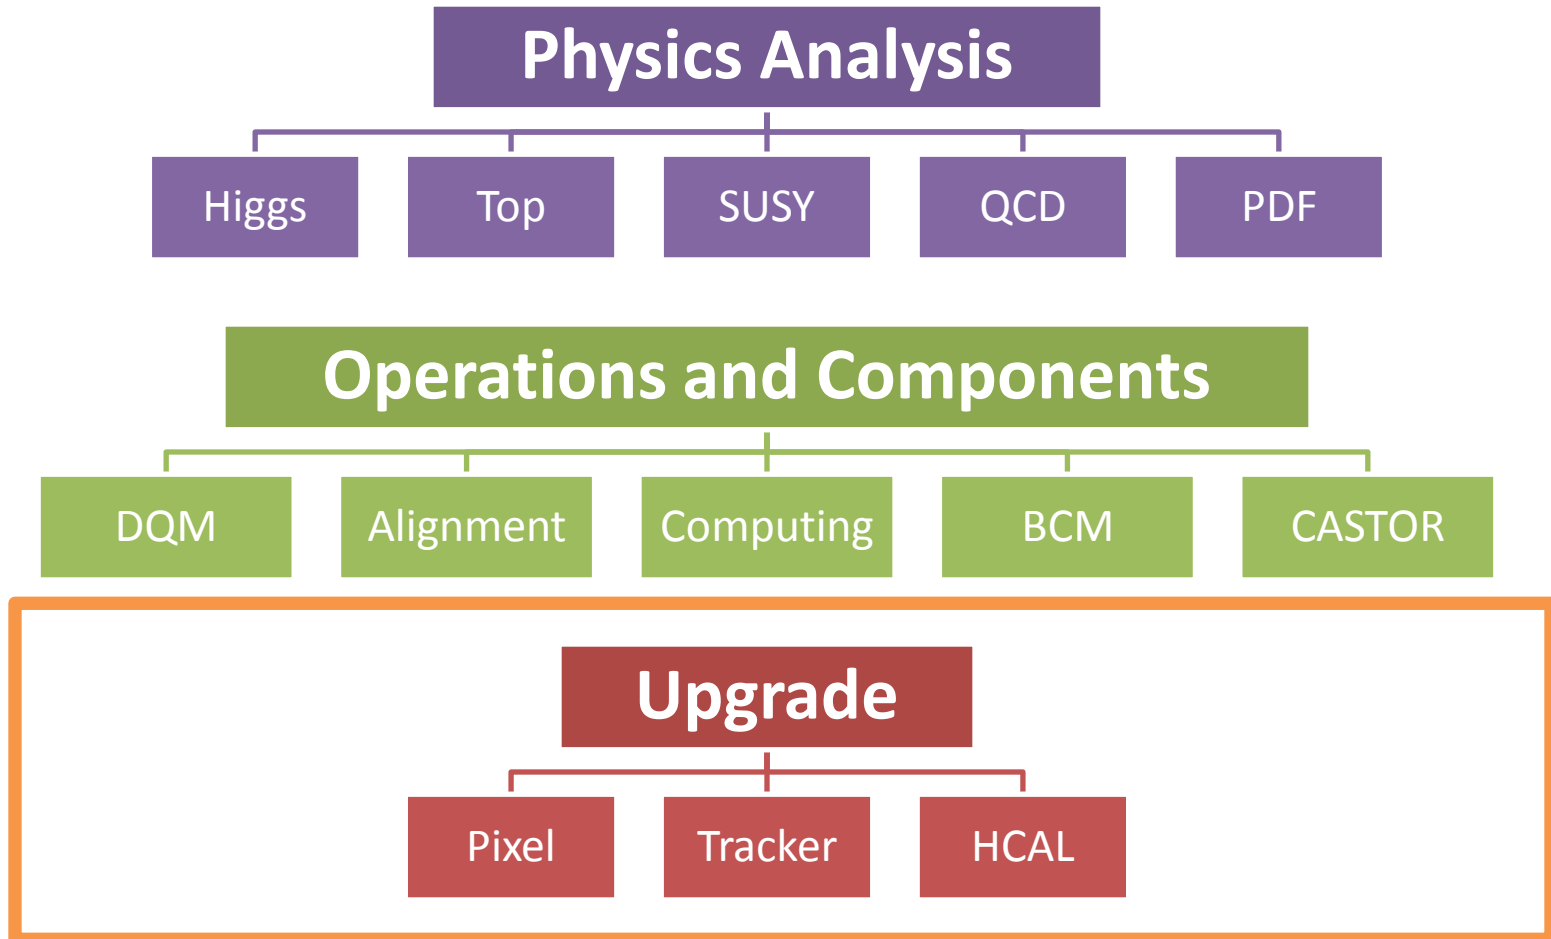 Physics Analysis
Higgs
Top
SUSY
QCD
PDF
Operations and Components
DQM
Alignment
Computing
BCM
CASTOR
Upgrade
Pixel
Tracker
HCAL